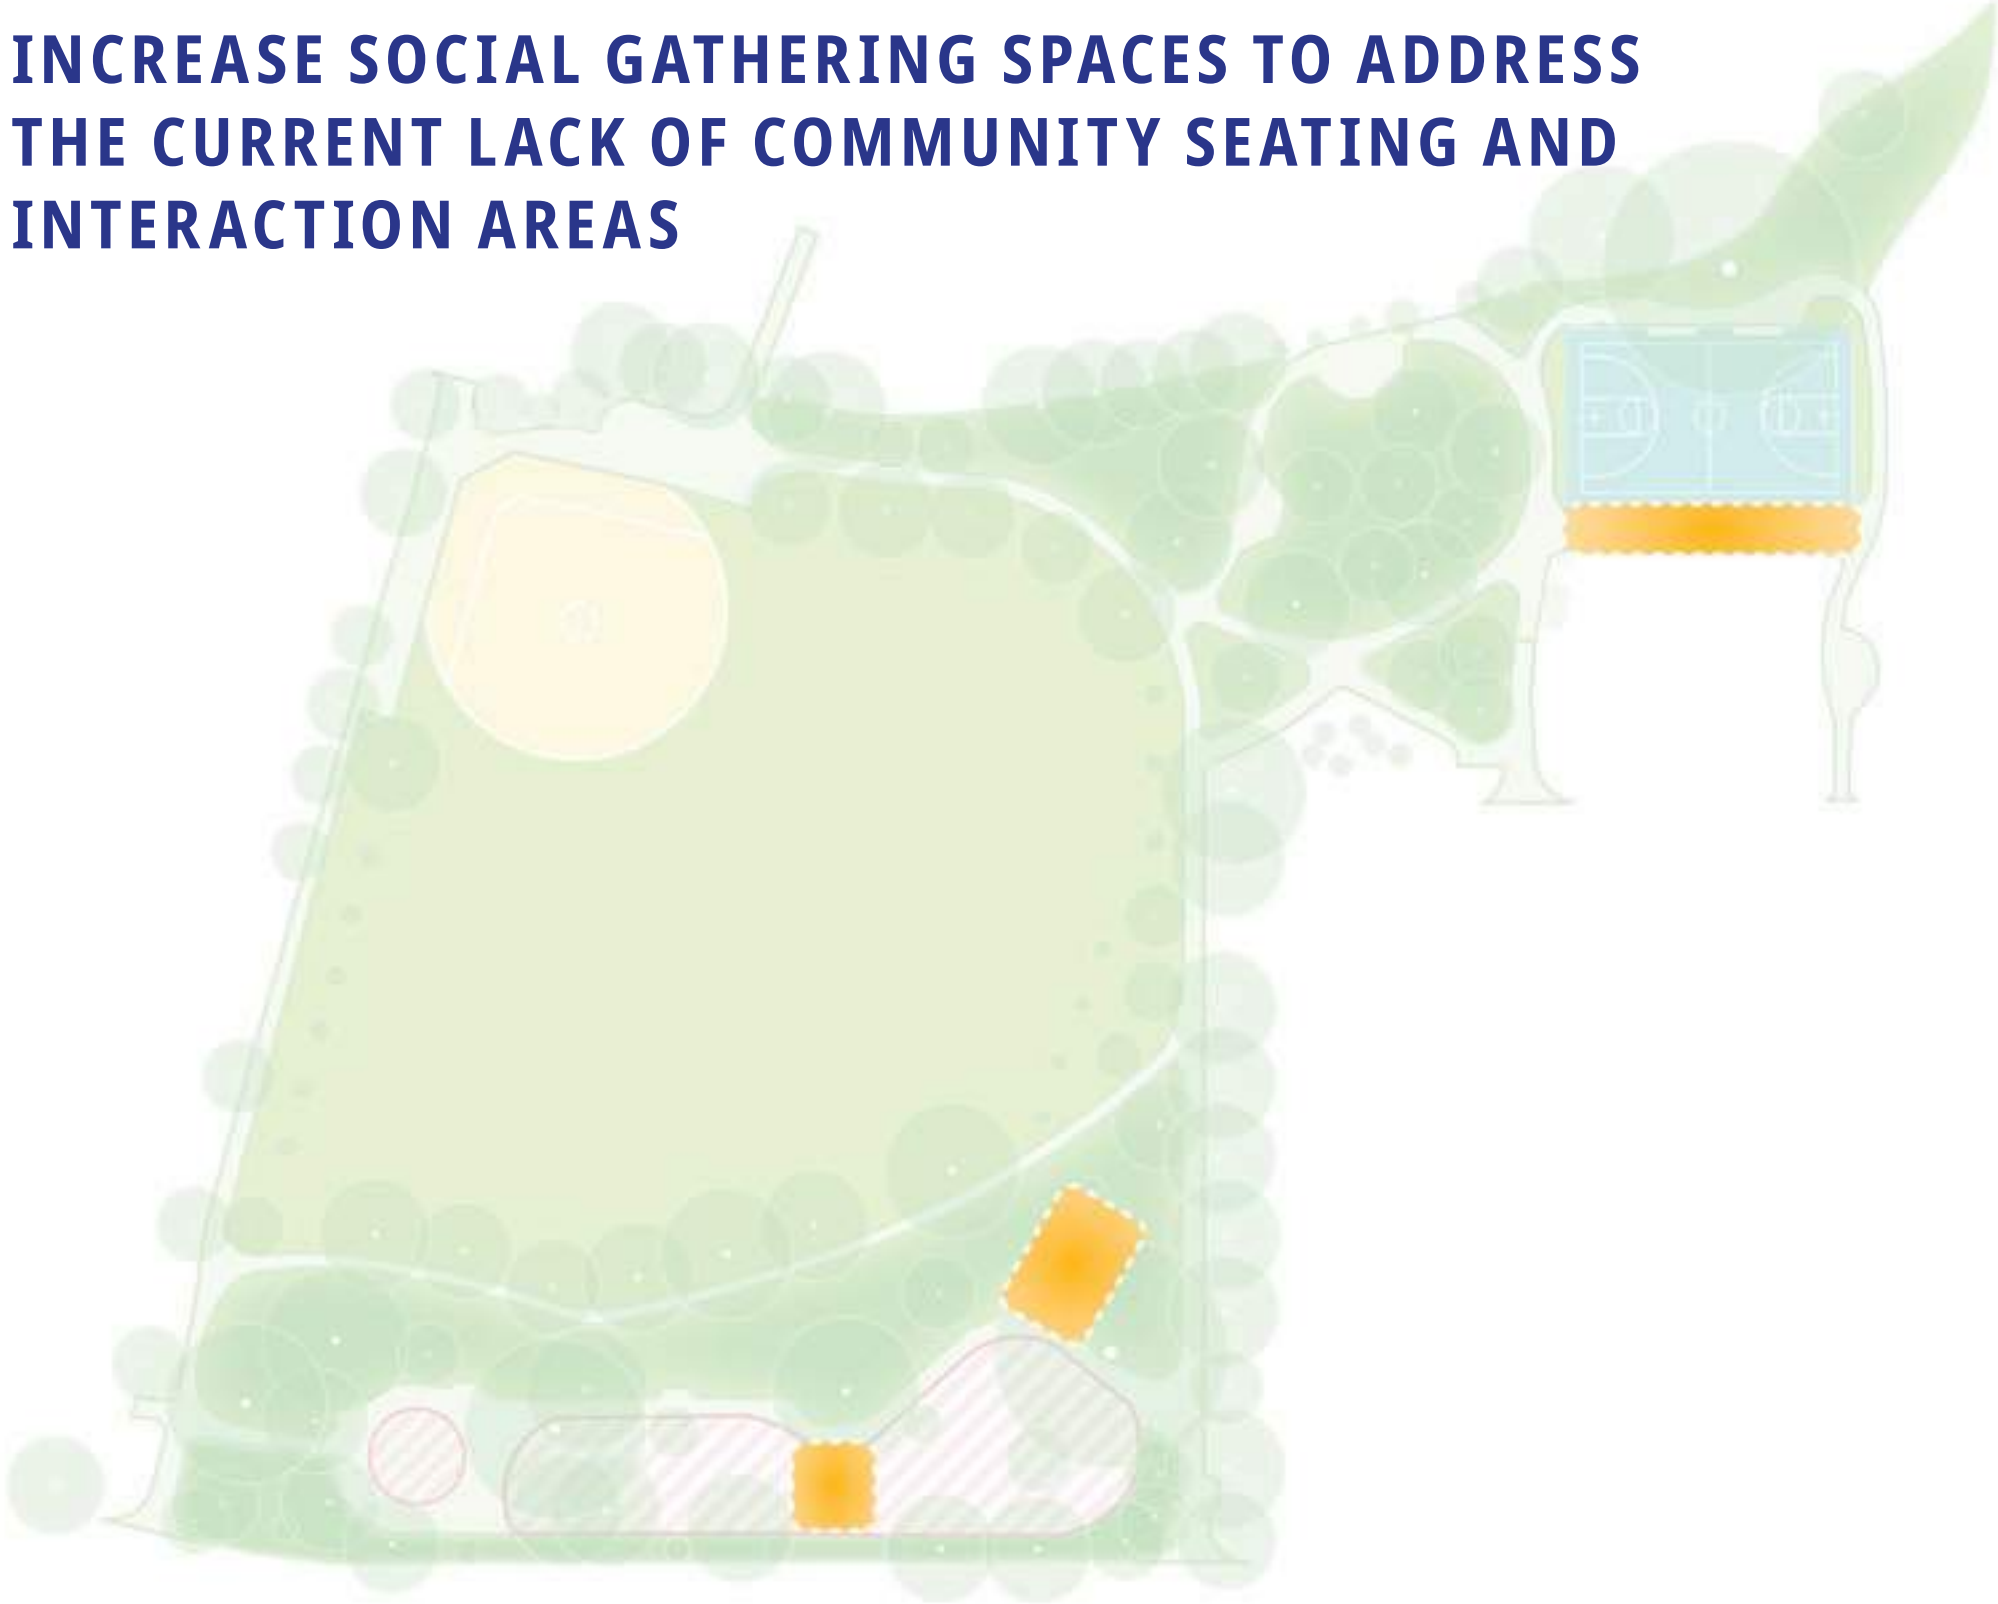 INCREASE SOCIAL GATHERING SPACES TO ADDRESS
THE CURRENT LACK OF COMMUNITY SEATING AND
INTERACTION AREAS